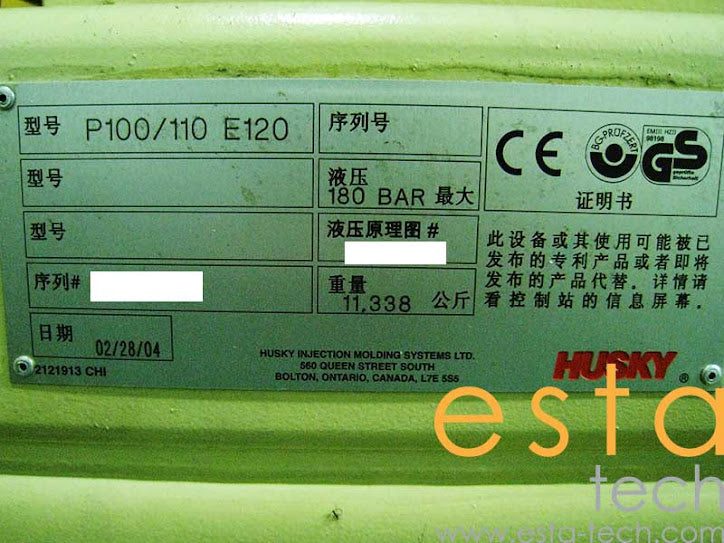 型号 P100/110 E120
序列号
型号
液压
180 BAR 最大
型号
液压原理图 #
序列#
重量
11,338 公斤
日期 02/28/04
2121913 CHI
CE
BG-PRÜFZERT
GS
geprüfte
Sicherheit
证明书
此设备或其使用可能被已
发布的专利产品或者即将
发布的产品代替. 详情请
看控制站的信息屏幕.
HUSKY INJECTION MOLDING SYSTEMS LTD.
560 QUEEN STREET SOUTH
BOLTON, ONTARIO, CANADA, L7E 5S5
HUSKY ®
esta
tech
www.esta-tech.com